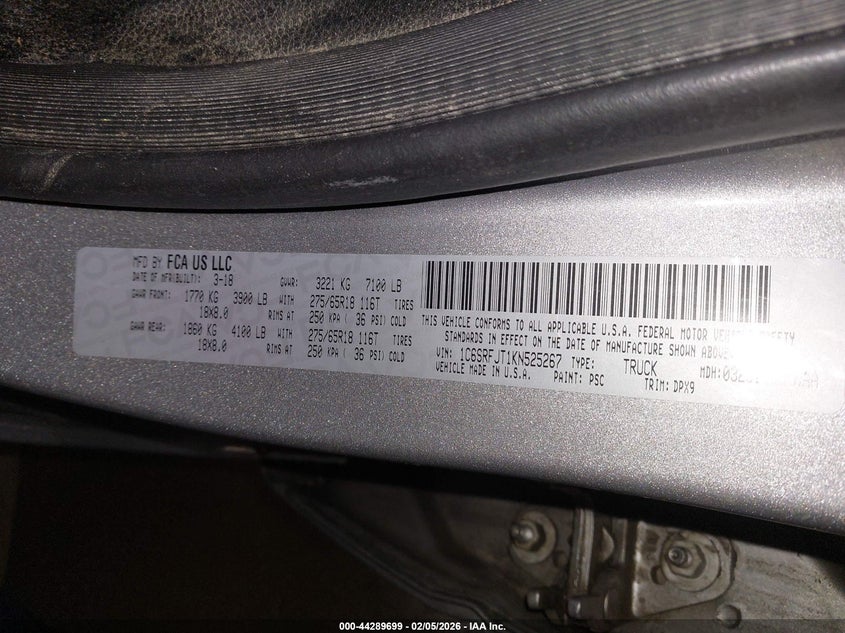 MFD BY FCA US LLC
DATE OF MFR(BUILT): 3-18 GVWR: 3221 KG 7100 LB
GAWR FRONT: 1770 KG 3900 LB WITH 275/65R18 116T TIRES
18X8.0 RIMS AT 250 KPA ( 36 PSI) COLD
GAWR REAR: 1860 KG 4100 LB WITH 275/65R18 116T TIRES
18X8.0 RIMS AT 250 KPA ( 36 PSI) COLD
THIS VEHICLE CONFORMS TO ALL APPLICABLE U.S.A. FEDERAL MOTOR VEHICLE SAFETY
STANDARDS IN EFFECT ON THE DATE OF MANUFACTURE SHOWN ABOVE
VIN: 1C6SRFJT1KN525267 TYPE: TRUCK MDH:
VEHICLE MADE IN U.S.A. PAINT: PSC TRIM: DPX9
000-44289699 - 02/05/2026 - IAA Inc.